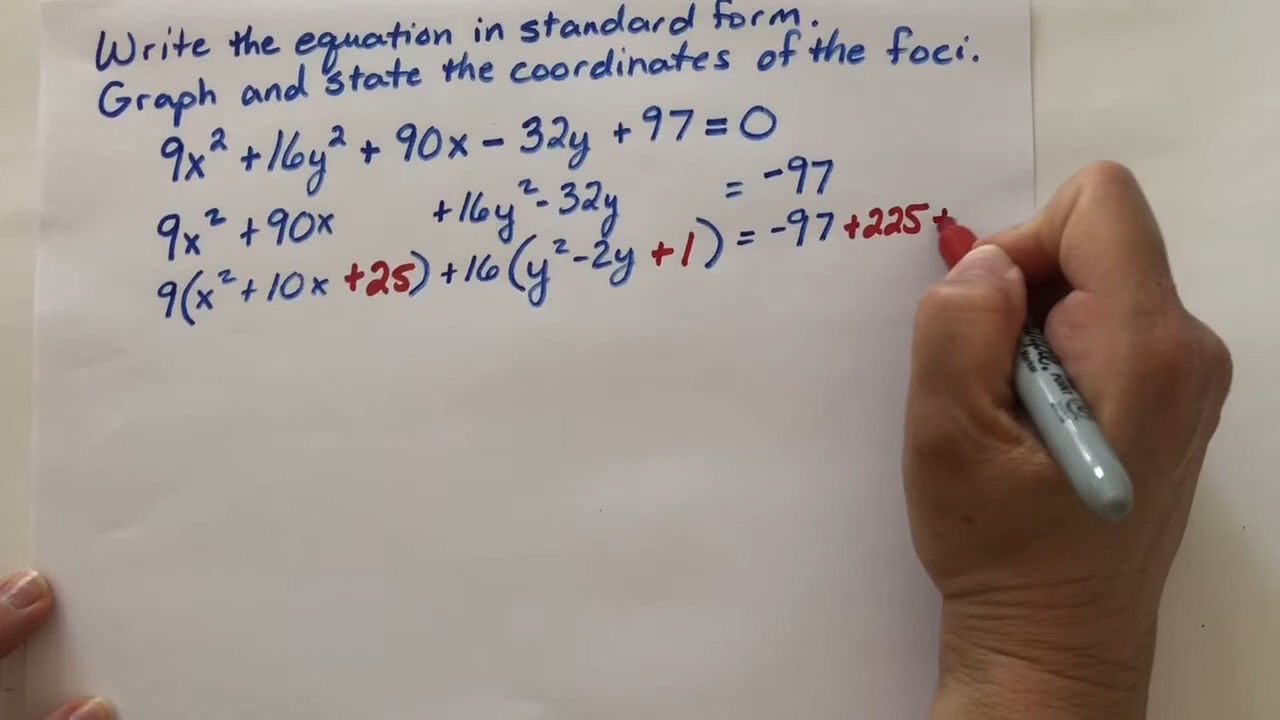 Write the equation in standard form.
Graph and state the coordinates of the foci.
9x² + 16y² + 90x - 32y + 97 = 0
9x² + 90x + 16y² - 32y = -97
9(x² + 10x + 25) + 16(y² - 2y + 1) = -97 + 225 +